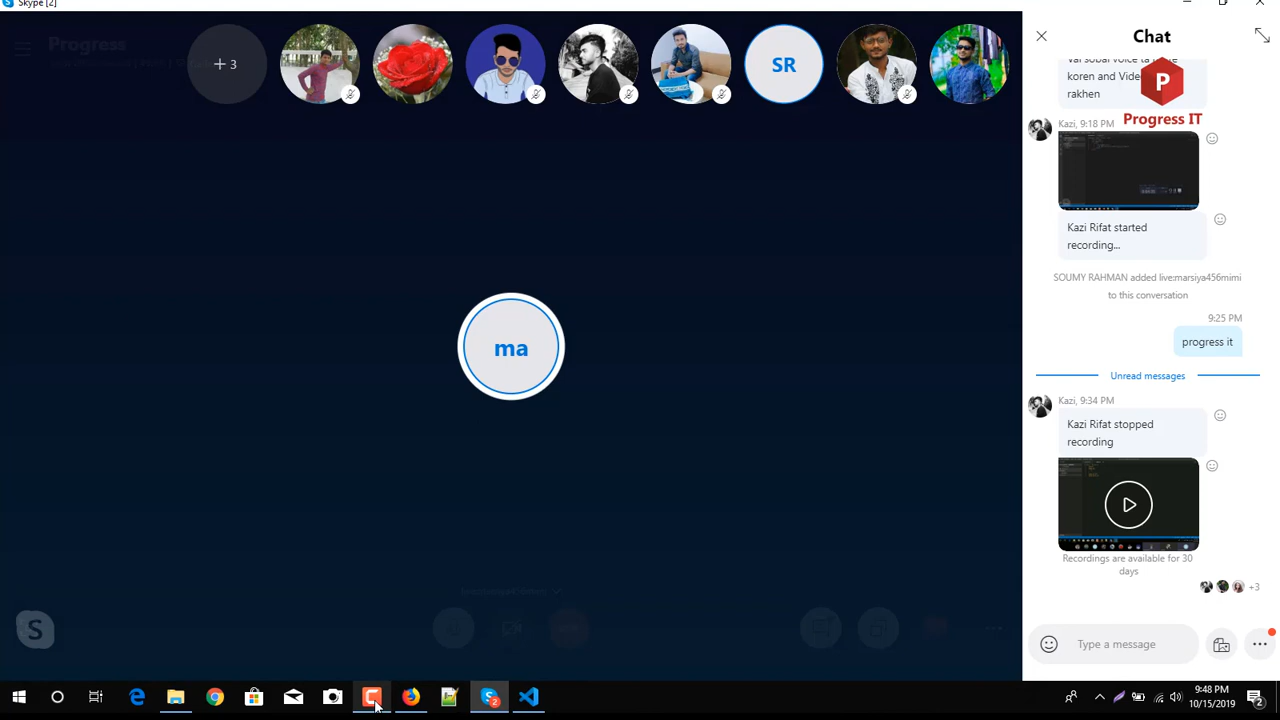 Skype [2]
Progress
+ 3
SR
ma
Chat
koren and Vide
rakhen
P
Progress IT
Kazi, 9:18 PM
Kazi Rifat started
recording...
SOUMY RAHMAN added live:marsiya456mimi
to this conversation
9:25 PM
progress it
Unread messages
Kazi, 9:34 PM
Kazi Rifat stopped
recording
Recordings are available for 30
days
+3
Type a message
9:48 PM
10/15/2019
2
2